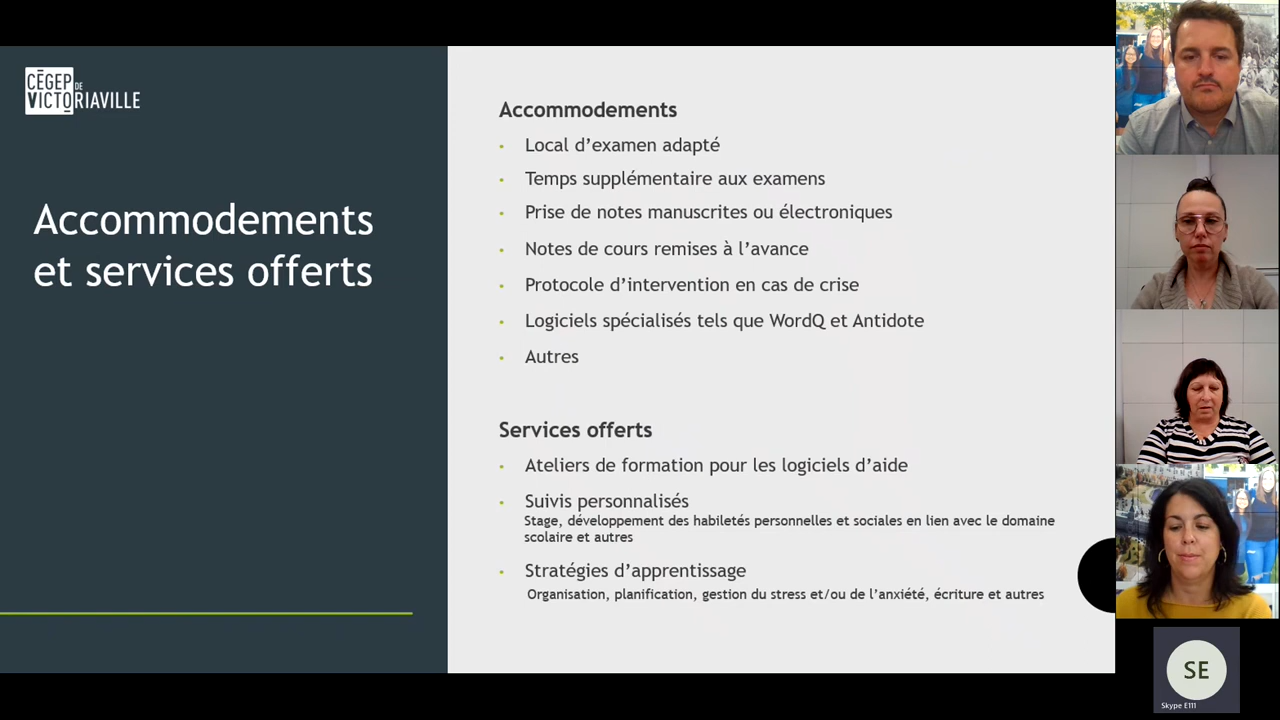 CÉGEP
DE
VICTORIAVILLE
Accommodements
et services offerts
Accommodements
• Local d’examen adapté
• Temps supplémentaire aux examens
• Prise de notes manuscrites ou électroniques
• Notes de cours remises à l’avance
• Protocole d’intervention en cas de crise
• Logiciels spécialisés tels que WordQ et Antidote
• Autres
Services offerts
• Ateliers de formation pour les logiciels d’aide
• Suivis personnalisés
Stage, développement des habiletés personnelles et sociales en lien avec le domaine
scolaire et autres
• Stratégies d’apprentissage
Organisation, planification, gestion du stress et/ou de l’anxiété, écriture et autres
SE
Skype E111